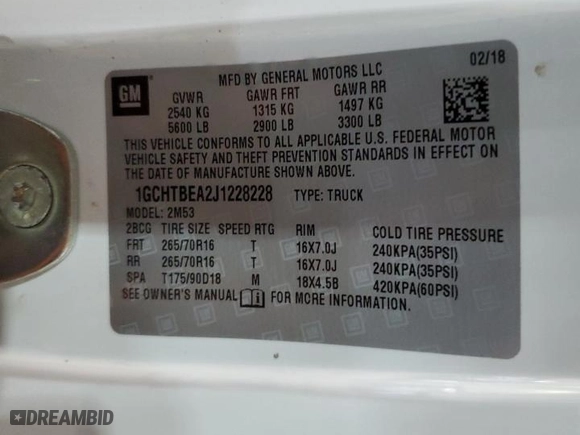 MFD BY GENERAL MOTORS LLC 02/18
GM
GVWR GAWR FRT GAWR RR
2540 KG 1315 KG 1497 KG
5600 LB 2900 LB 3300 LB
THIS VEHICLE CONFORMS TO ALL APPLICABLE U.S. FEDERAL MOTOR
VEHICLE SAFETY AND THEFT PREVENTION STANDARDS IN EFFECT ON
THE DATE OF MANUFACTURE SHOWN ABOVE.
1GCHTBEA2J1228228 TYPE: TRUCK
MODEL: 2M53
2BCG TIRE SIZE SPEED RTG RIM COLD TIRE PRESSURE
FRT 265/70R16 T 16X7.0J 240KPA(35PSI)
RR 265/70R16 T 16X7.0J 240KPA(35PSI)
SPA T175/90D18 M 18X4.5B 420KPA(60PSI)
SEE OWNER'S MANUAL FOR MORE INFORMATION.
DREAMBID